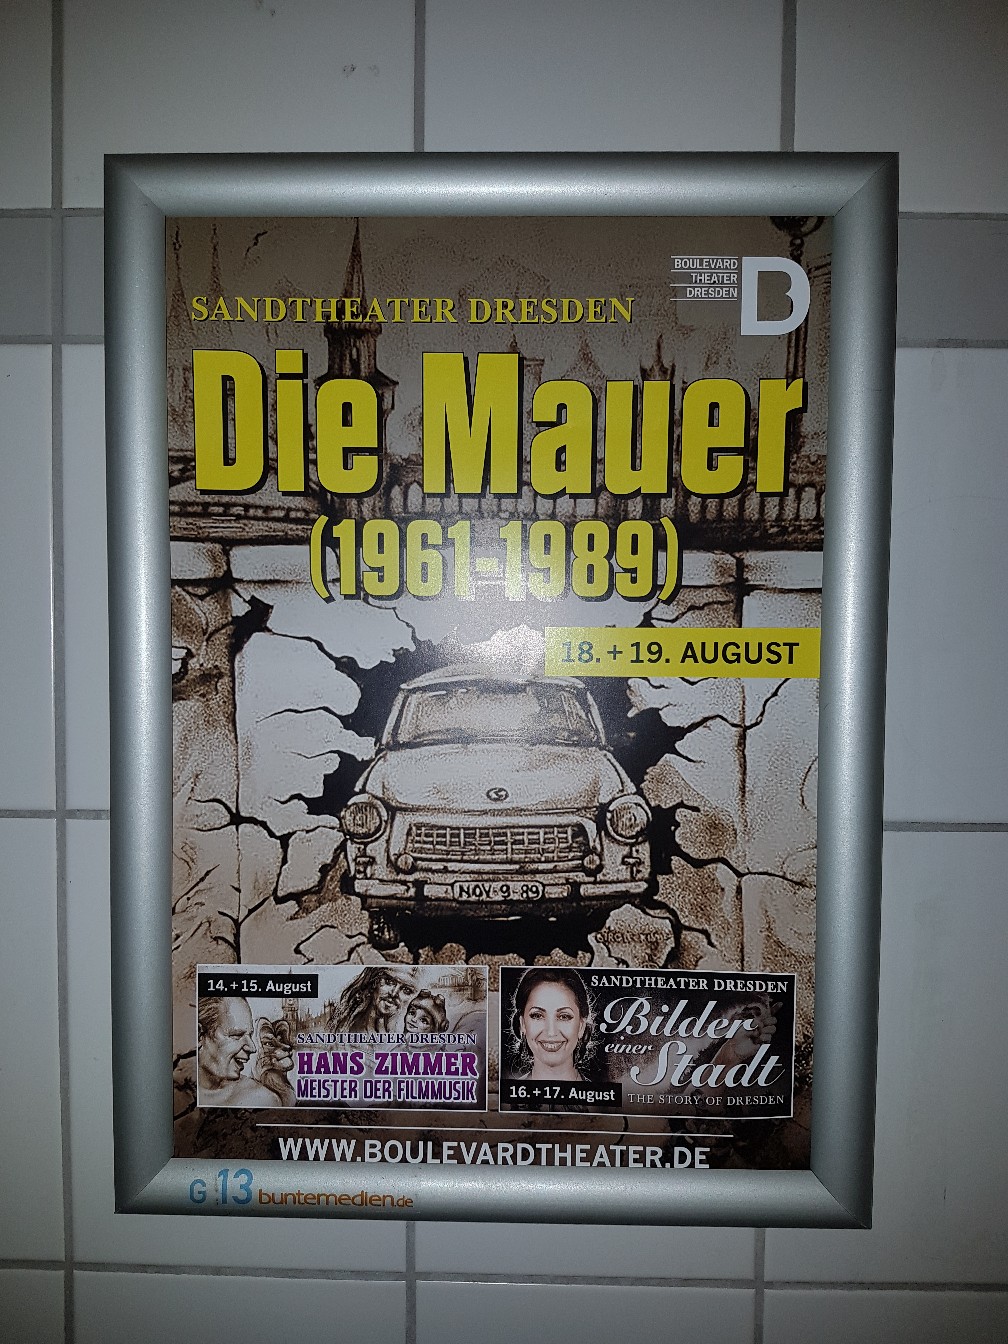 BOULEVARD
THEATER
DRESDEN
B
SANDTHEATER DRESDEN
Die Mauer
(1961-1989)
18.+19. AUGUST
NOV-9-89
14.+15. August
SANDTHEATER DRESDEN
HANS ZIMMER
MEISTER DER FILMMUSIK
SANDTHEATER DRESDEN
Bilder
einer
Stadt
16.+17. August
THE STORY OF DRESDEN
WWW.BOULEVARDTHEATER.DE
G 13 buntemedien.de